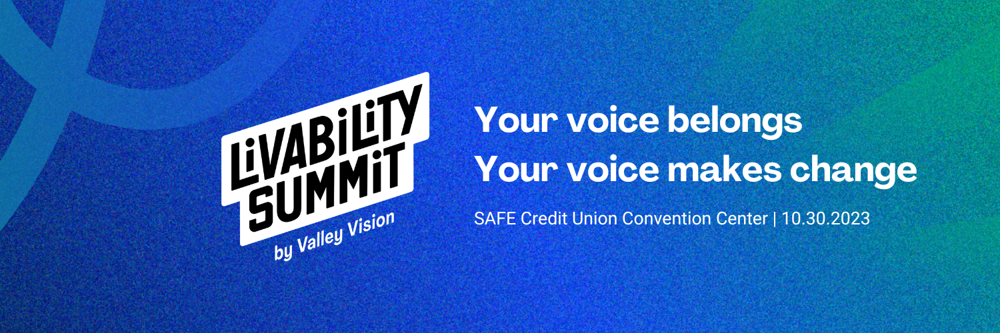 LiVABiLiTY
SUMMiT
by Valley Vision
Your voice belongs
Your voice makes change
SAFE Credit Union Convention Center | 10.30.2023